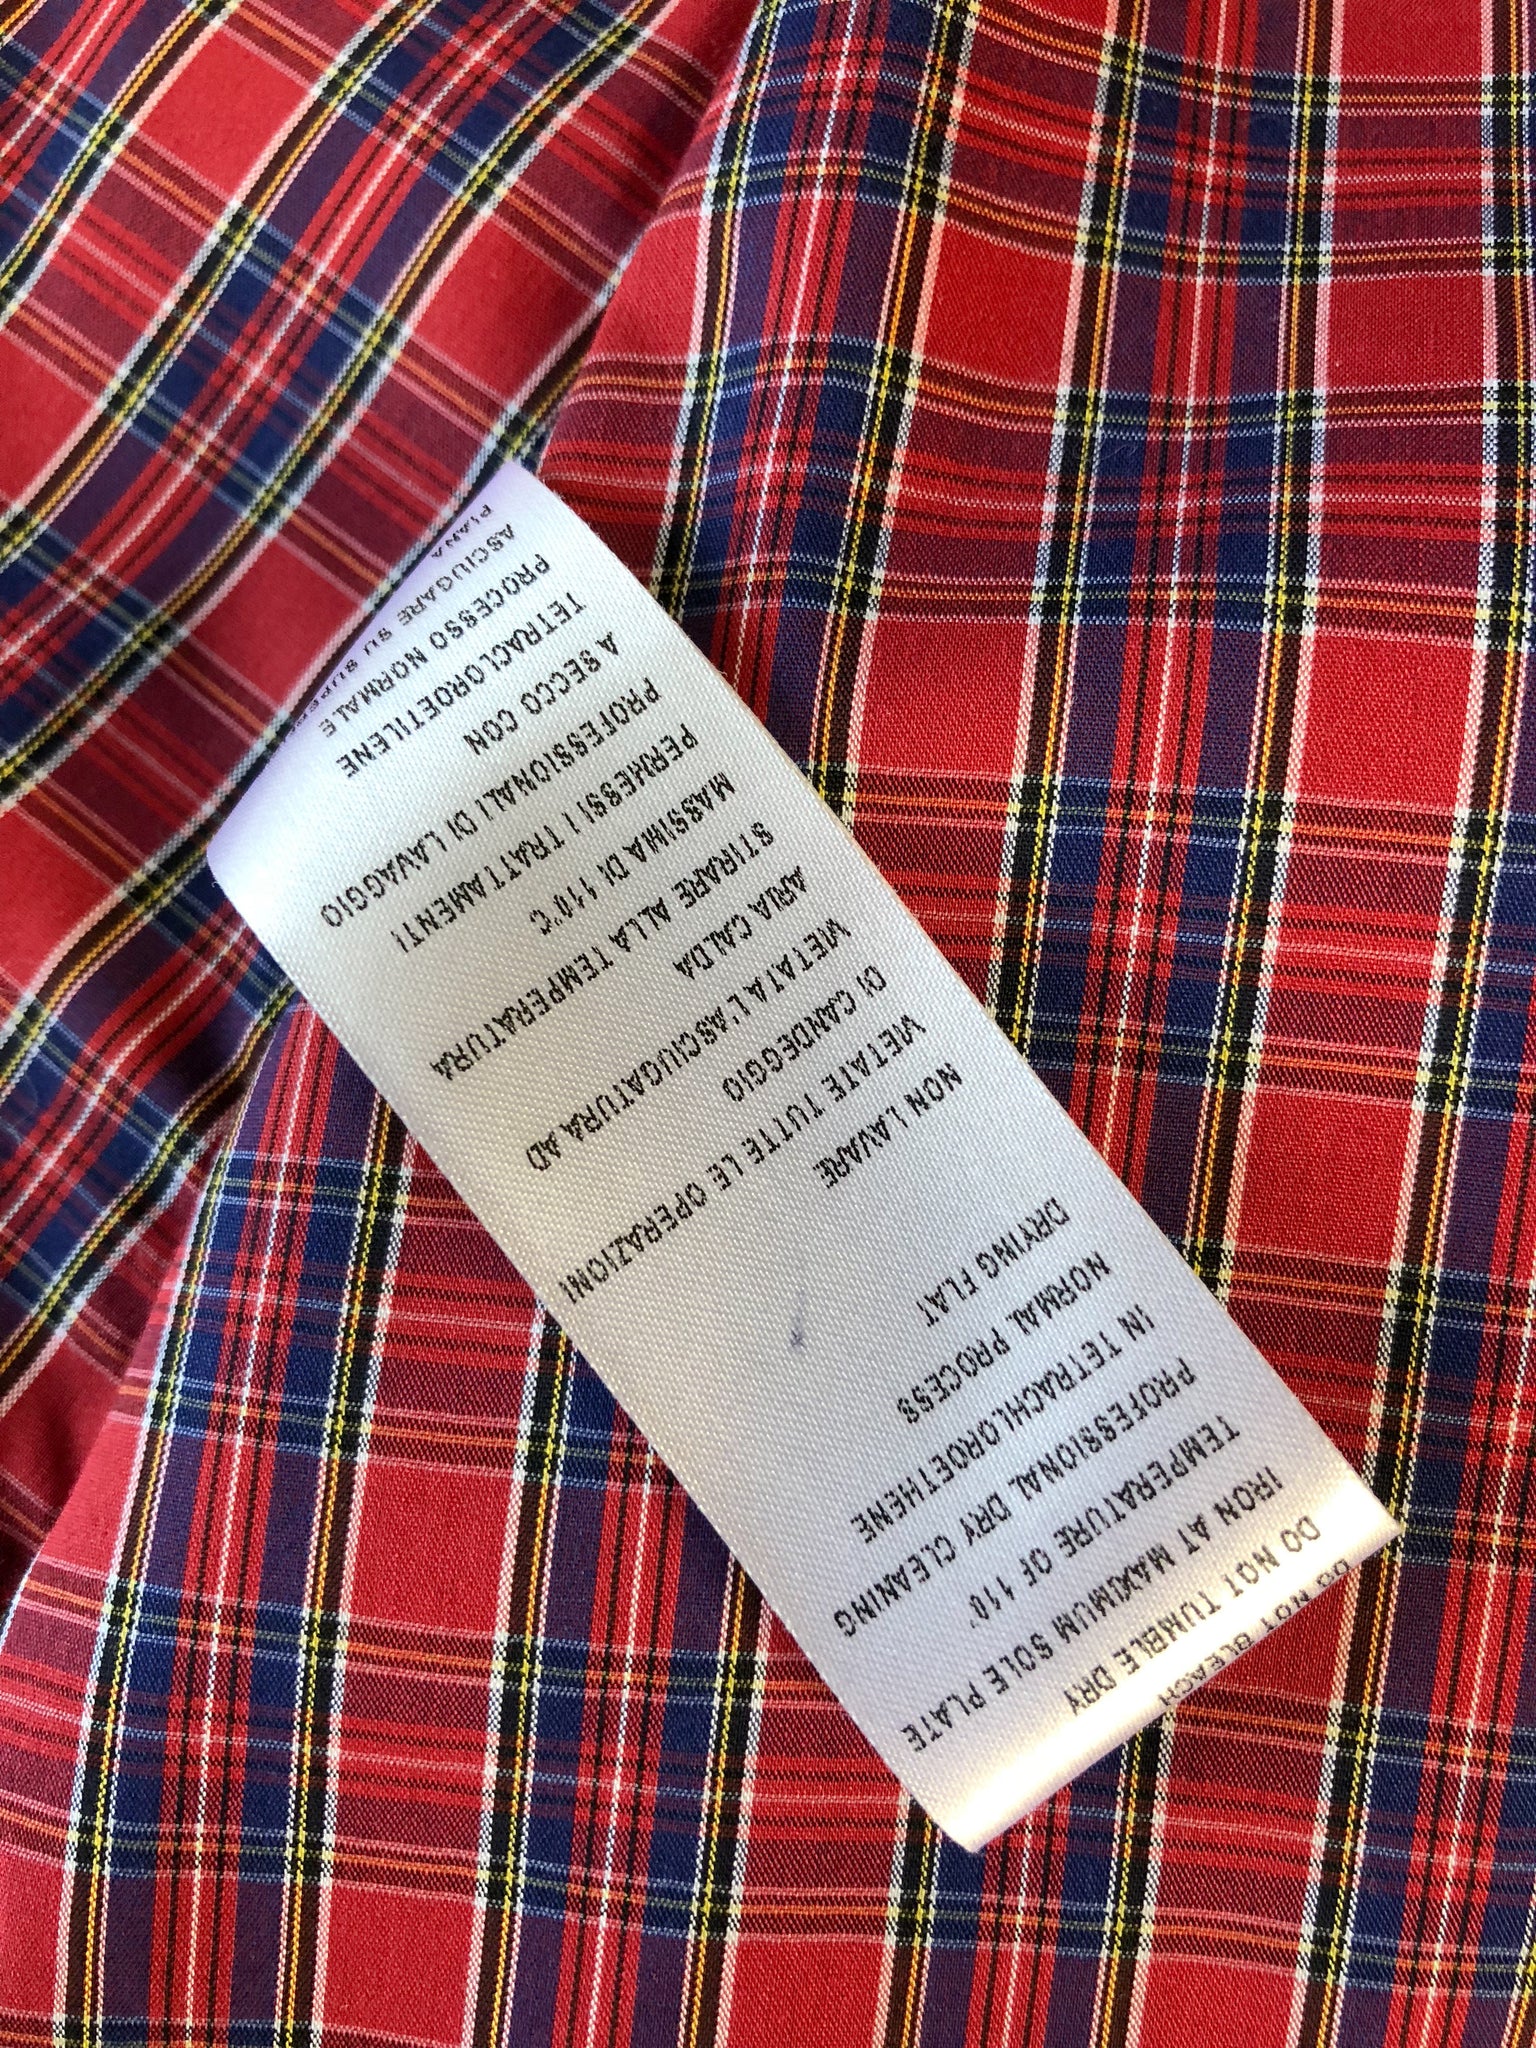 DO NOT BLEACH
DO NOT TUMBLE DRY
IRON AT MAXIMUM SOLE PLATE
TEMPERATURE OF 110°
PROFESSIONAL DRY CLEANING
IN TETRACHLOROETHENE
NORMAL PROCESS
DRYING FLAT
NON LAVARE
VIETATE TUTTE LE OPERAZIONI
DI CANDEGGIO
VIETATA L'ASCIUGATURA AD
ARIA CALDA
STIRARE ALLA TEMPERATURA
MASSIMA DI 110°C
PERMESSI I TRATTAMENTI
PROFESSIONALI DI LAVAGGIO
A SECCO CON
TETRACLOROETILENE
PROCESSO NORMALE
ASCIUGARE SU
PIANA